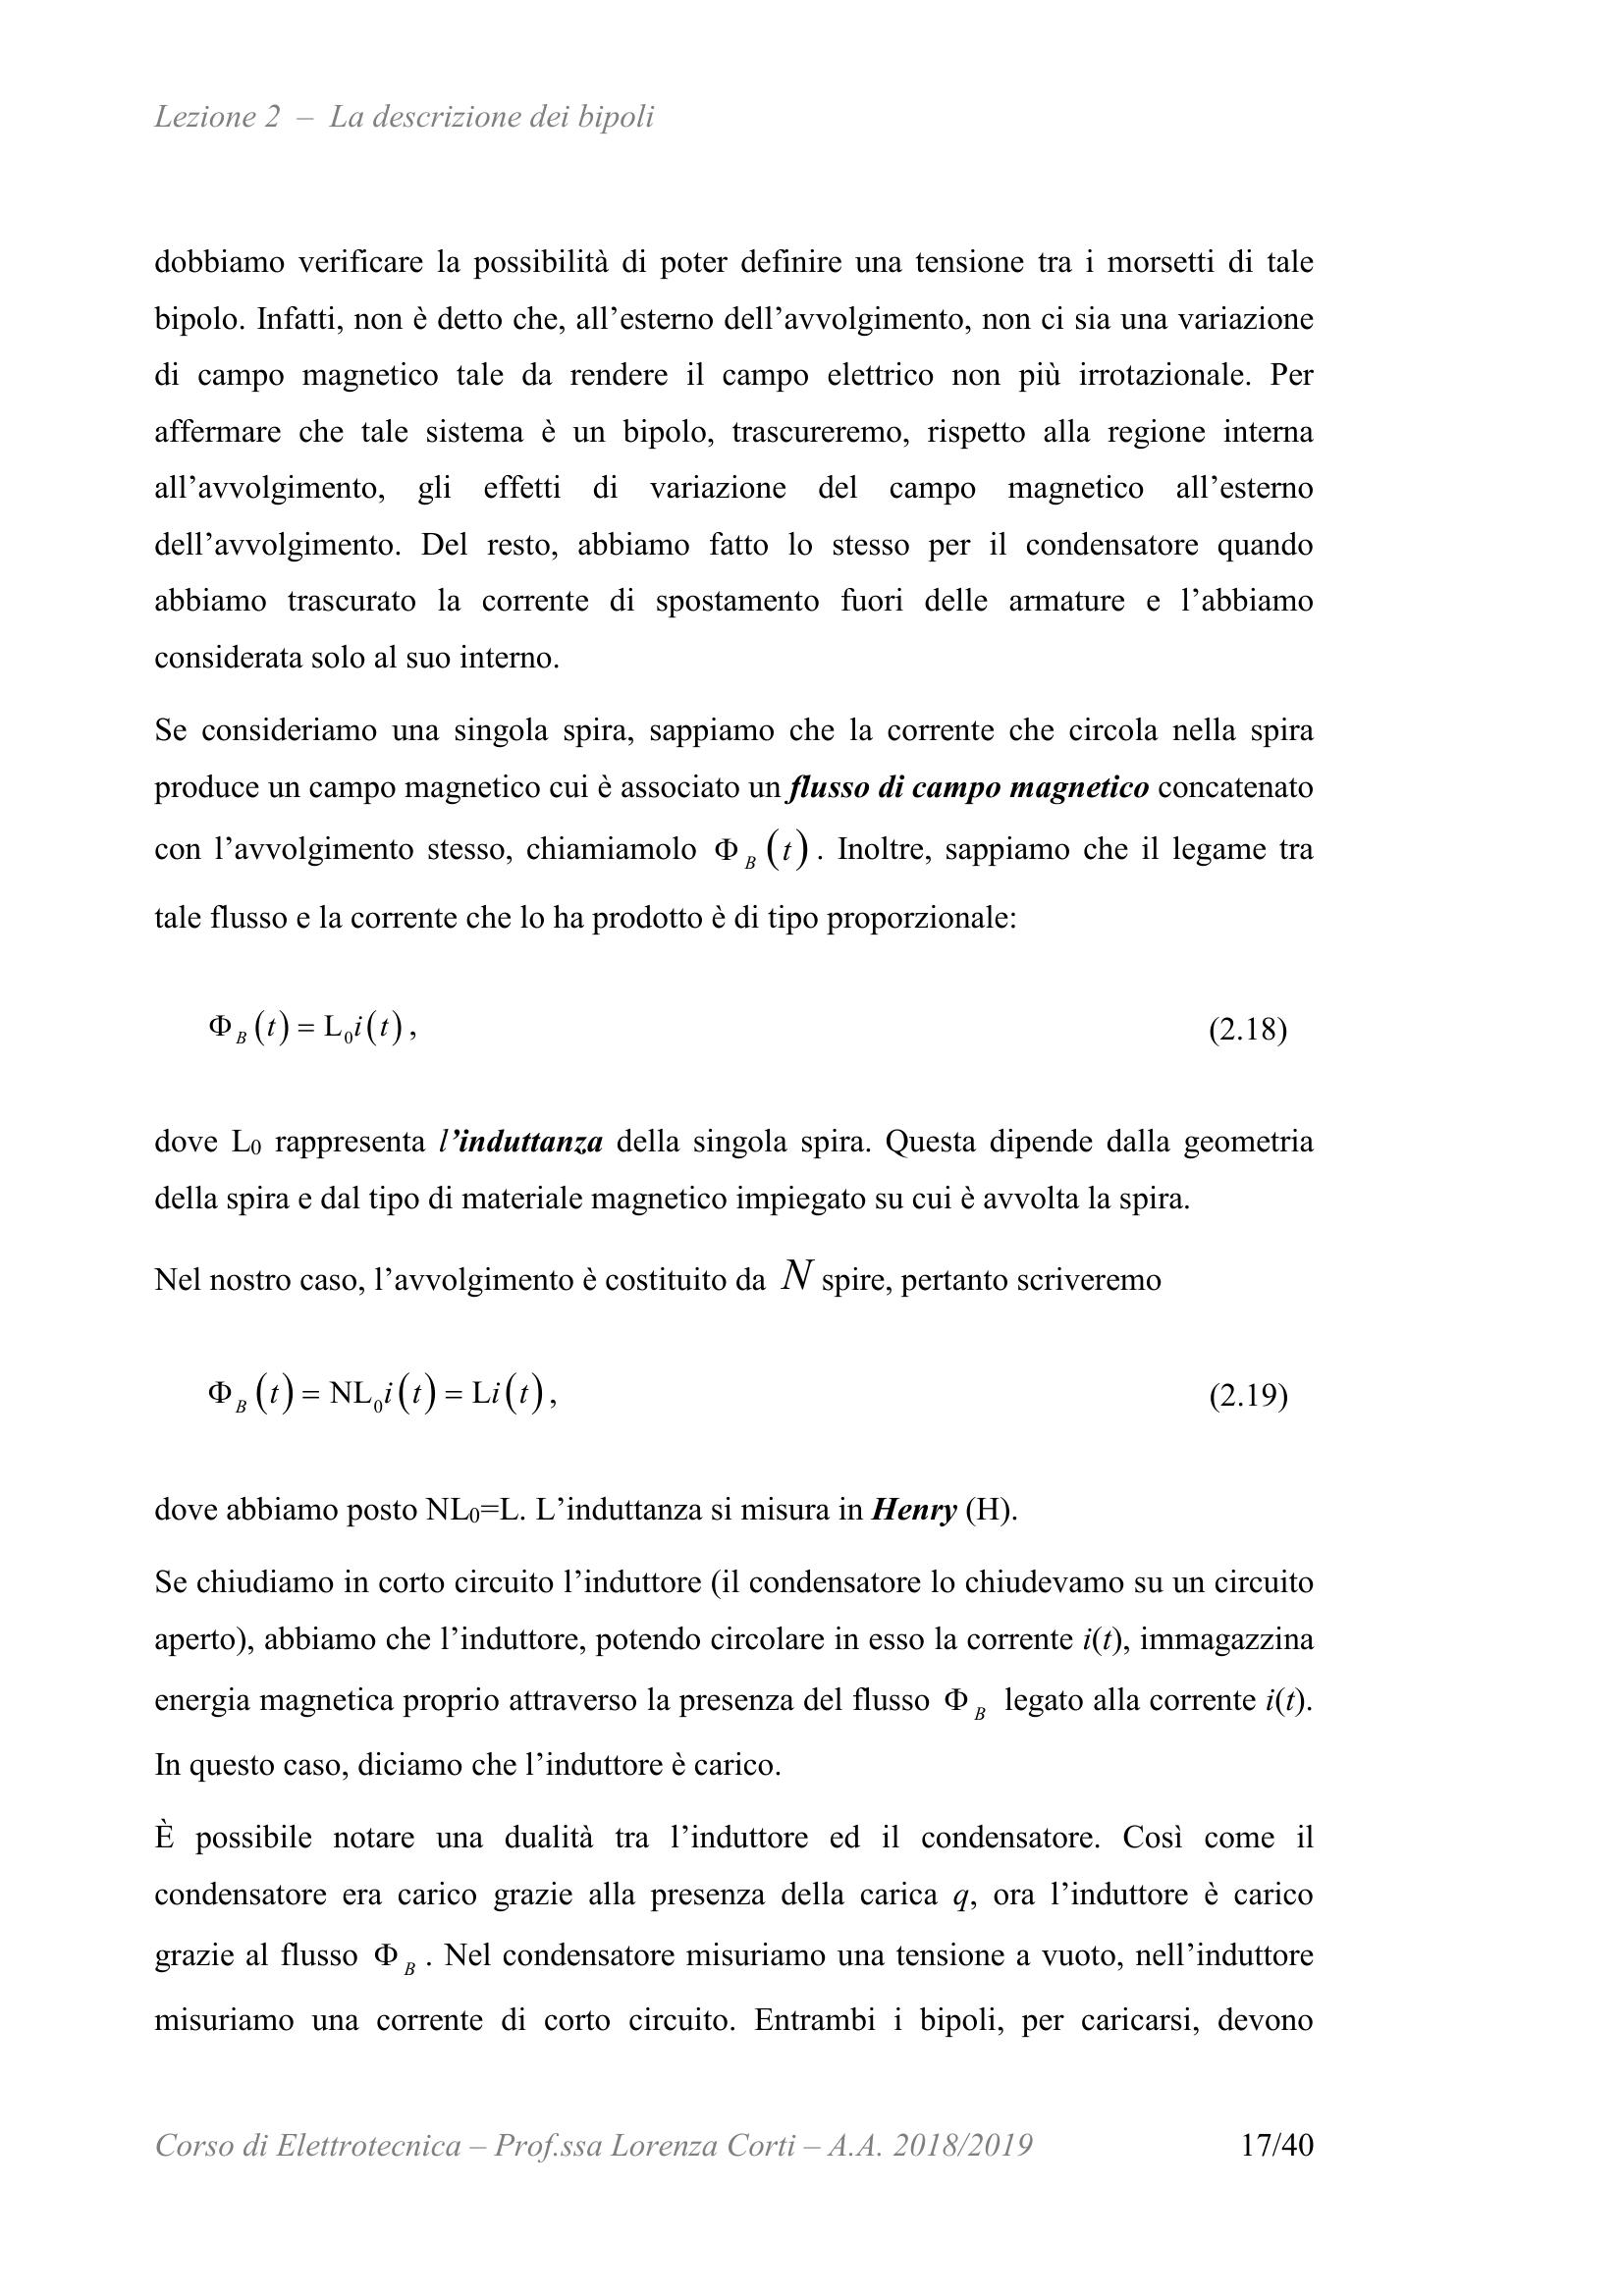 Lezione 2 – La descrizione dei bipoli
dobbiamo verificare la possibilità di poter definire una tensione tra i morsetti di tale
bipolo. Infatti, non è detto che, all’esterno dell’avvolgimento, non ci sia una variazione
di campo magnetico tale da rendere il campo elettrico non più irrotazionale. Per
affermare che tale sistema è un bipolo, trascureremo, rispetto alla regione interna
all’avvolgimento, gli effetti di variazione del campo magnetico all’esterno
dell’avvolgimento. Del resto, abbiamo fatto lo stesso per il condensatore quando
abbiamo trascurato la corrente di spostamento fuori delle armature e l’abbiamo
considerata solo al suo interno.
Se consideriamo una singola spira, sappiamo che la corrente che circola nella spira
produce un campo magnetico cui è associato un flusso di campo magnetico concatenato
con l’avvolgimento stesso, chiamiamolo Φ_B(t). Inoltre, sappiamo che il legame tra
tale flusso e la corrente che lo ha prodotto è di tipo proporzionale:
Φ_B(t) = L₀i(t), (2.18)
dove L₀ rappresenta l’induttanza della singola spira. Questa dipende dalla geometria
della spira e dal tipo di materiale magnetico impiegato su cui è avvolta la spira.
Nel nostro caso, l’avvolgimento è costituito da N spire, pertanto scriveremo
Φ_B(t) = NL₀i(t) = Li(t), (2.19)
dove abbiamo posto NL₀=L. L’induttanza si misura in Henry (H).
Se chiudiamo in corto circuito l’induttore (il condensatore lo chiudevamo su un circuito
aperto), abbiamo che l’induttore, potendo circolare in esso la corrente i(t), immagazzina
energia magnetica proprio attraverso la presenza del flusso Φ_B legato alla corrente i(t).
In questo caso, diciamo che l’induttore è carico.
È possibile notare una dualità tra l’induttore ed il condensatore. Così come il
condensatore era carico grazie alla presenza della carica q, ora l’induttore è carico
grazie al flusso Φ_B. Nel condensatore misuriamo una tensione a vuoto, nell’induttore
misuriamo una corrente di corto circuito. Entrambi i bipoli, per caricarsi, devono
Corso di Elettrotecnica – Prof.ssa Lorenza Corti – A.A. 2018/2019 17/40